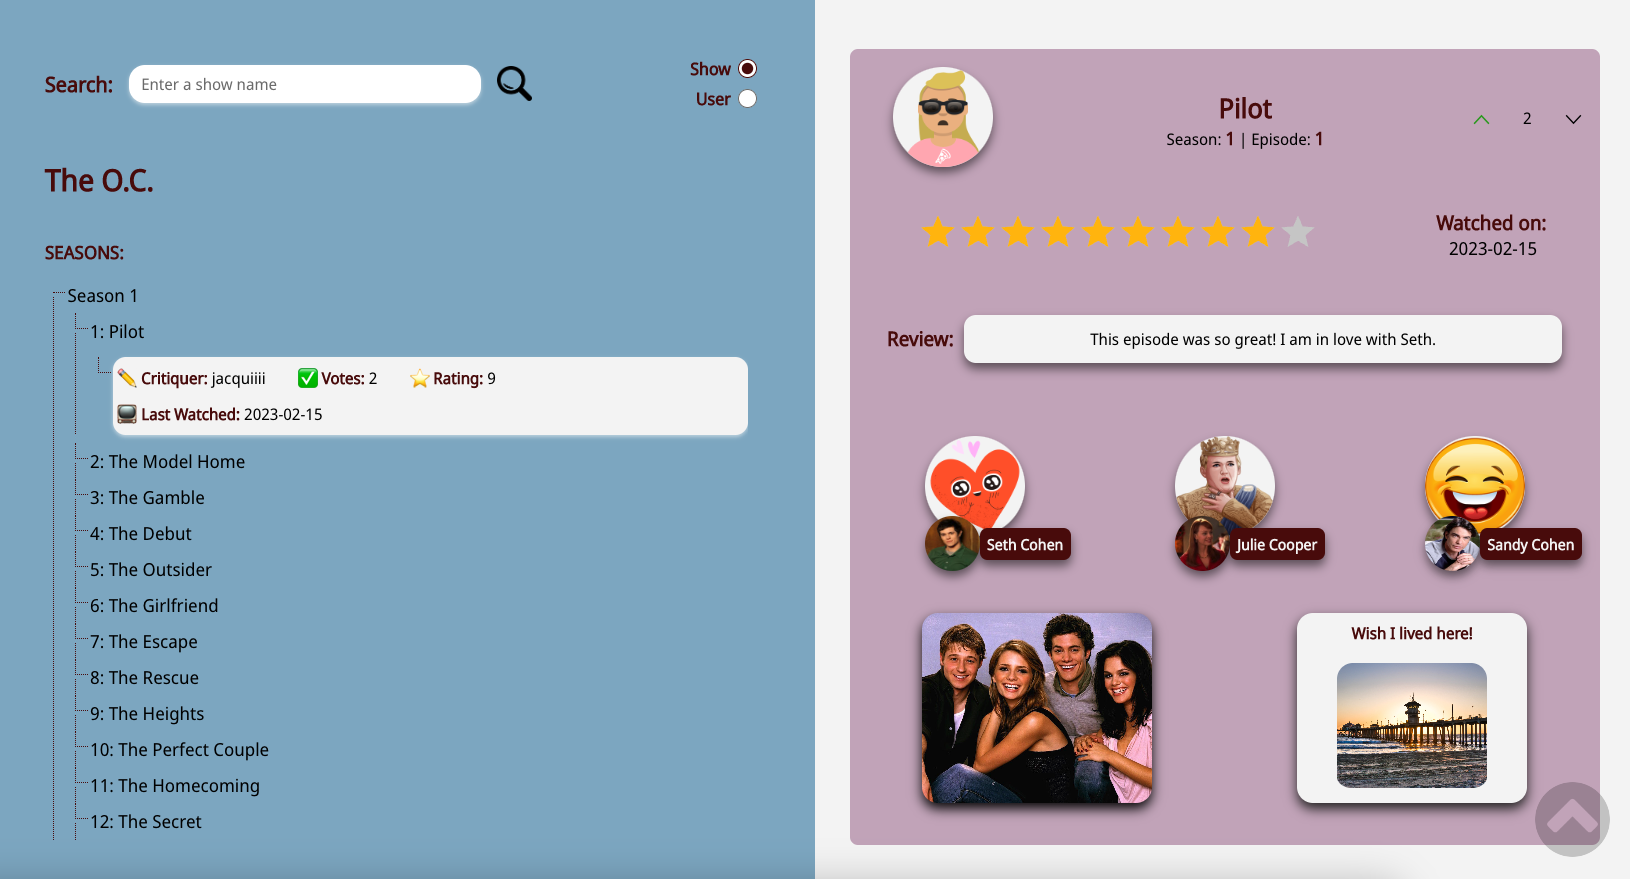 Search:
Enter a show name
Show
User
The O.C.
SEASONS:
Season 1
1: Pilot
Critiquer: jacquiiii Votes: 2 Rating: 9
Last Watched: 2023-02-15
2: The Model Home
3: The Gamble
4: The Debut
5: The Outsider
6: The Girlfriend
7: The Escape
8: The Rescue
9: The Heights
10: The Perfect Couple
11: The Homecoming
12: The Secret
Pilot
Season: 1 | Episode: 1
2
Watched on:
2023-02-15
Review:
This episode was so great! I am in love with Seth.
Seth Cohen
Julie Cooper
Sandy Cohen
Wish I lived here!